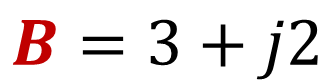 B = 3 + j2